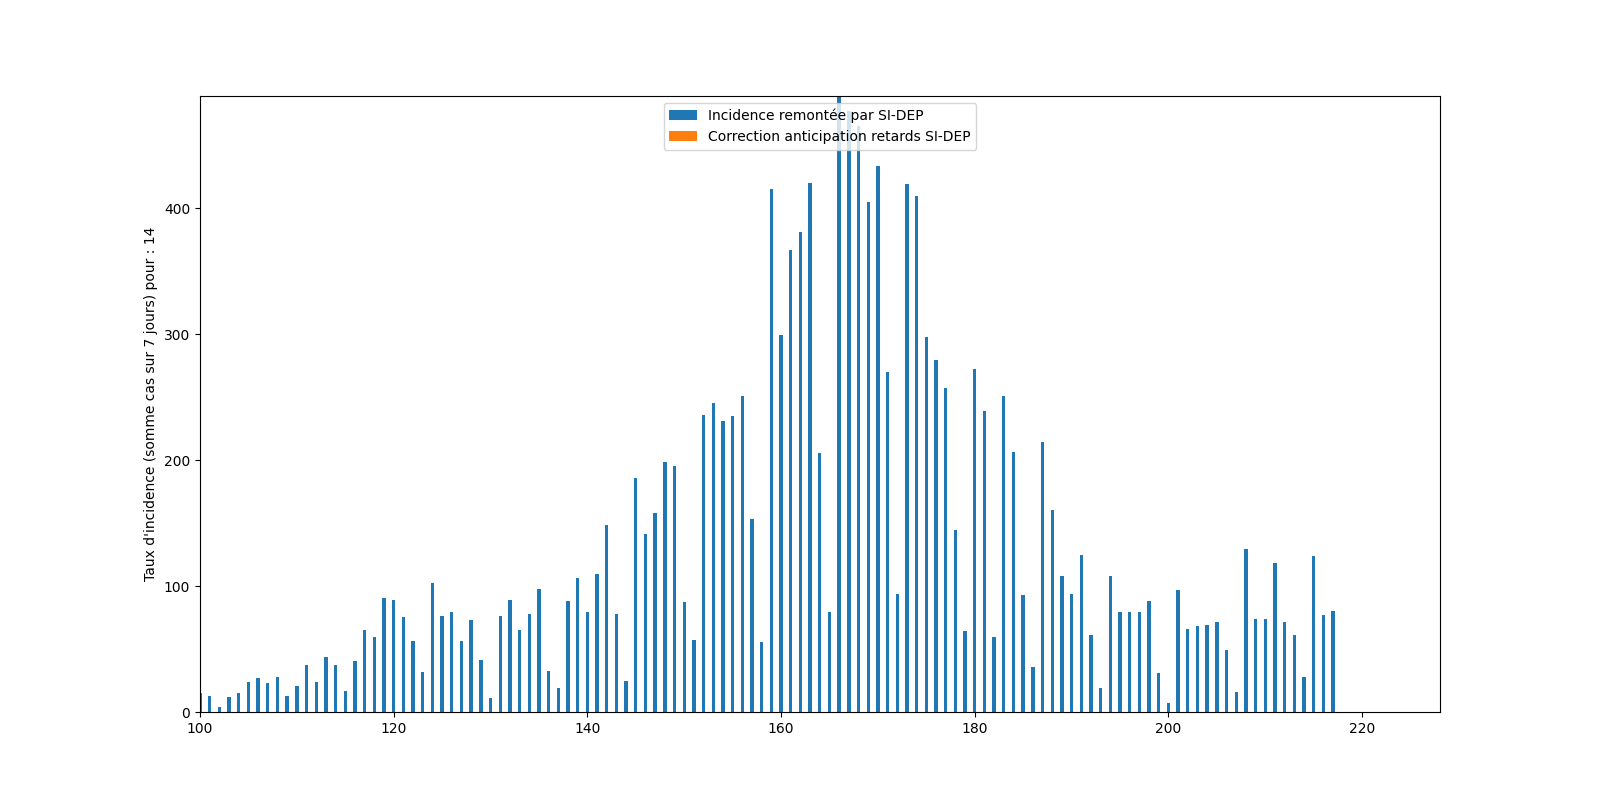 Incidence remontée par SI-DEP
Correction anticipation retards SI-DEP
Taux d'incidence (somme cas sur 7 jours) pour : 14
400
300
200
100
0
100 120 140 160 180 200 220